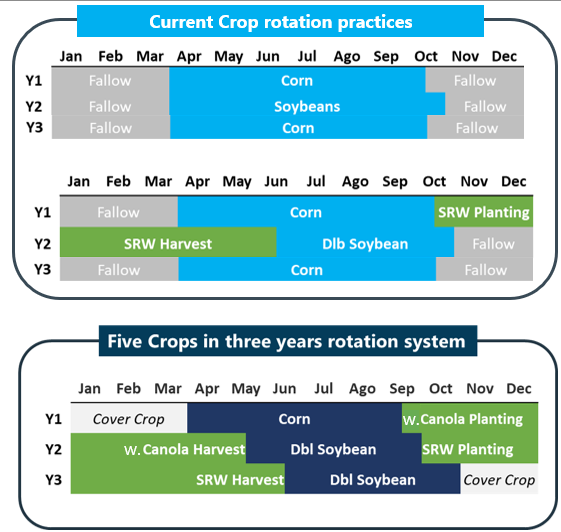 Current Crop rotation practices
Jan Feb Mar Apr May Jun Jul Ago Sep Oct Nov Dec
Y1 Fallow Corn Fallow
Y2 Fallow Soybeans Fallow
Y3 Fallow Corn Fallow
Jan Feb Mar Apr May Jun Jul Ago Sep Oct Nov Dec
Y1 Fallow Corn SRW Planting
Y2 SRW Harvest Dlb Soybean Fallow
Y3 Fallow Corn Fallow
Five Crops in three years rotation system
Jan Feb Mar Apr May Jun Jul Ago Sep Oct Nov Dec
Y1 Cover Crop Corn W. Canola Planting
Y2 W. Canola Harvest Dbl Soybean SRW Planting
Y3 SRW Harvest Dbl Soybean Cover Crop